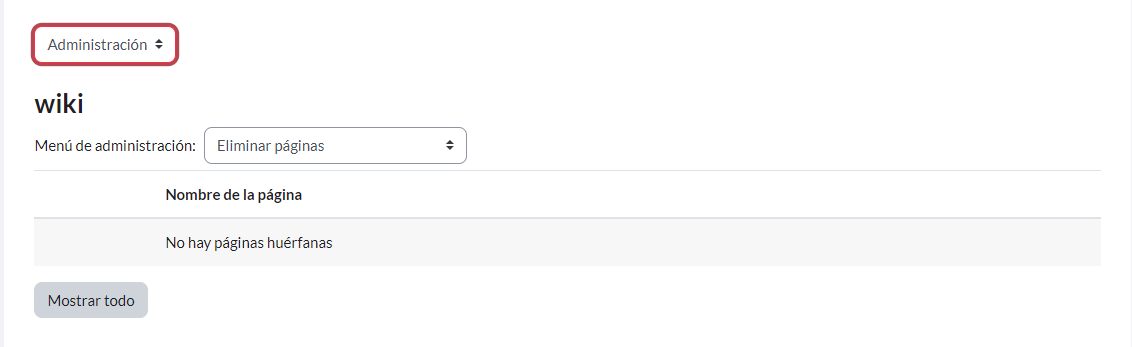 Administración
wiki
Menú de administración: Eliminar páginas
Nombre de la página
No hay páginas huérfanas
Mostrar todo